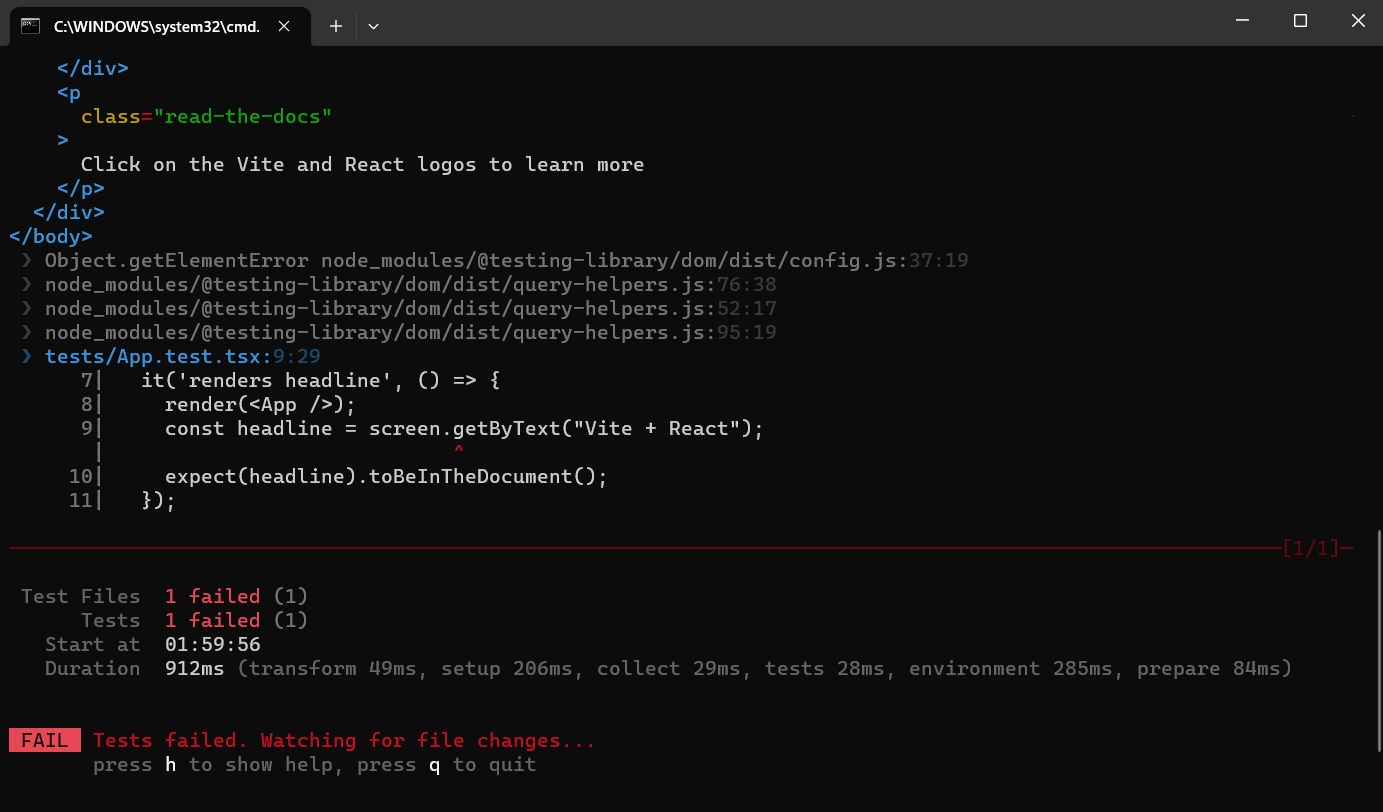 C:\WINDOWS\system32\cmd.
</div>
<p
class="read-the-docs"
>
Click on the Vite and React logos to learn more
</p>
</div>
</body>
❯ Object.getElementError node_modules/@testing-library/dom/dist/config.js:37:19
❯ node_modules/@testing-library/dom/dist/query-helpers.js:76:38
❯ node_modules/@testing-library/dom/dist/query-helpers.js:52:17
❯ node_modules/@testing-library/dom/dist/query-helpers.js:95:19
❯ tests/App.test.tsx:9:29
7|   it('renders headline', () => {
8|     render(<App />);
9|     const headline = screen.getByText("Vite + React");
|                             ^
10|     expect(headline).toBeInTheDocument();
11|   });
[1/1]
Test Files  1 failed (1)
Tests  1 failed (1)
Start at  01:59:56
Duration  912ms (transform 49ms, setup 206ms, collect 29ms, tests 28ms, environment 285ms, prepare 84ms)
FAIL  Tests failed. Watching for file changes...
press h to show help, press q to quit